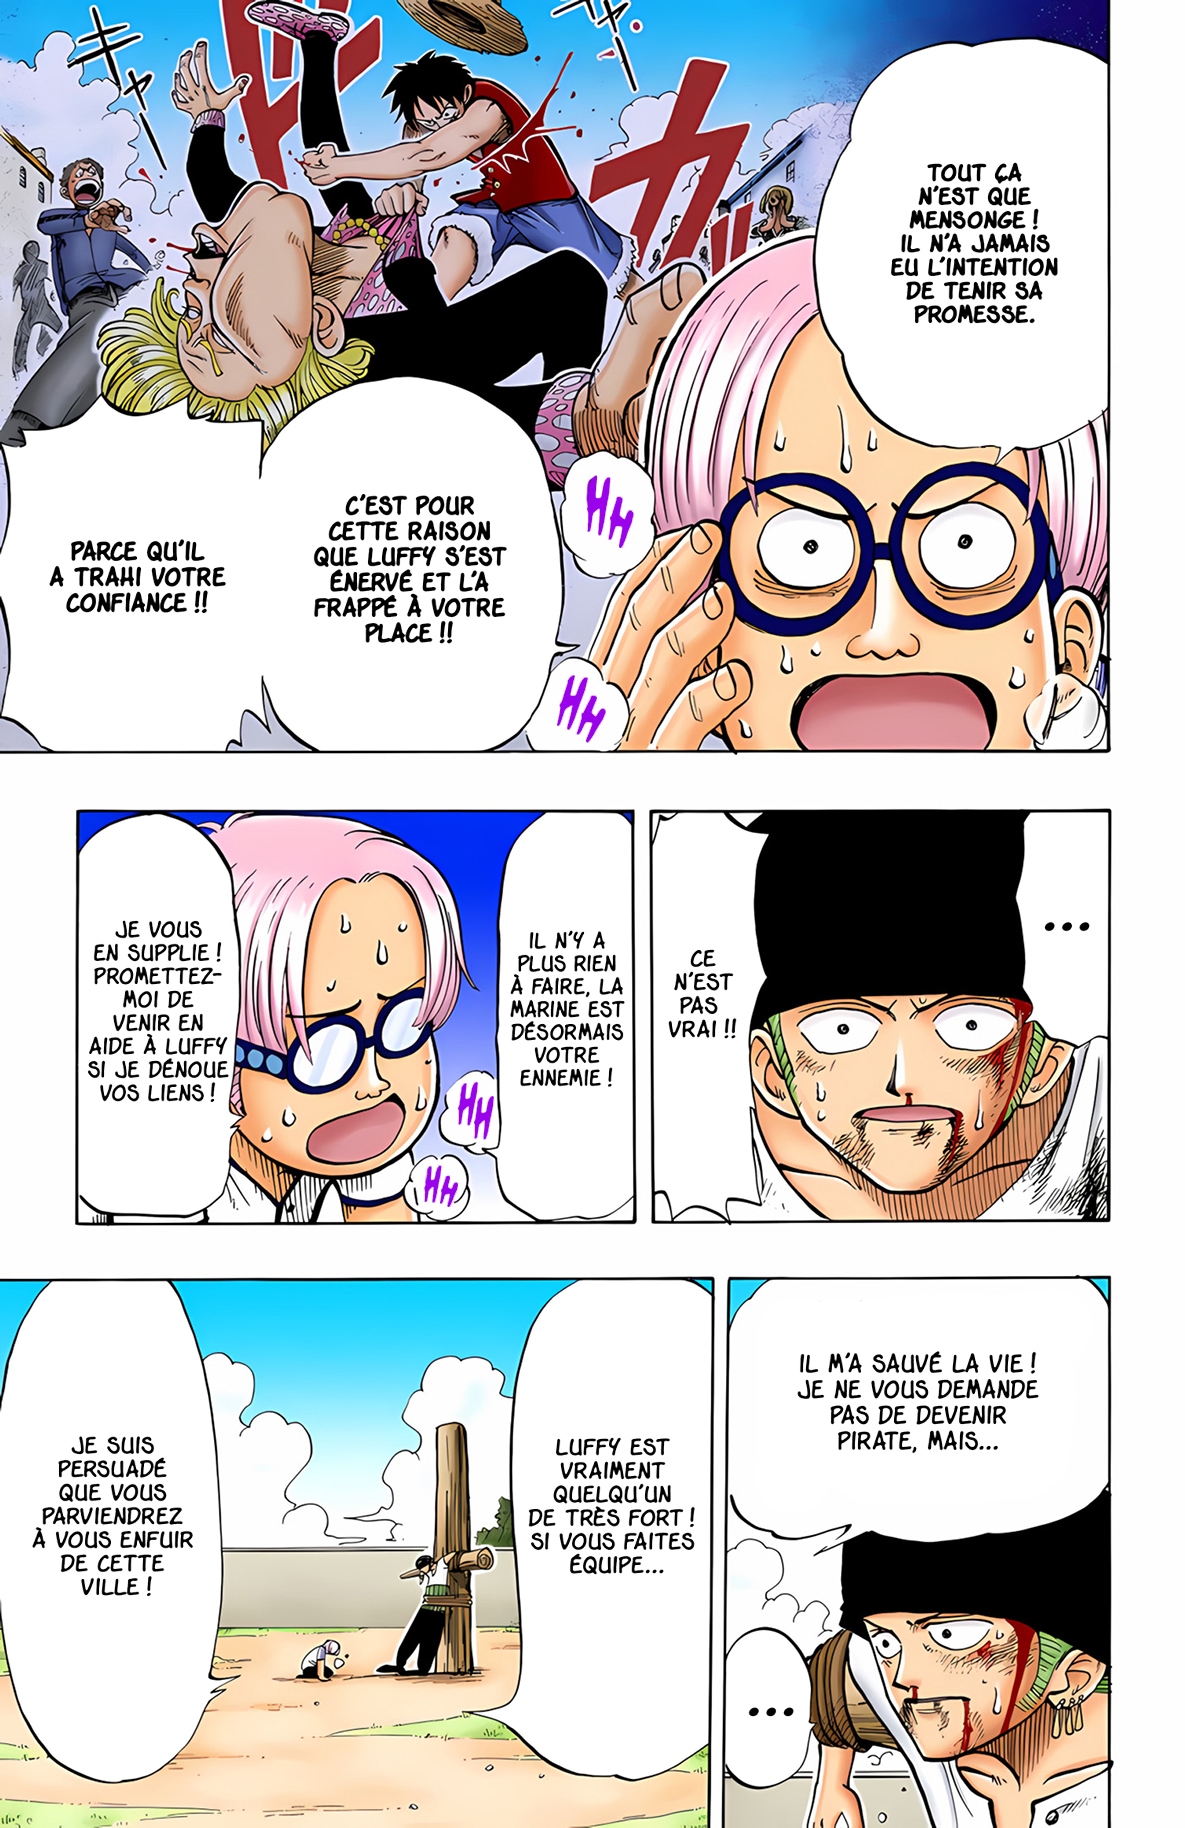 TOUT ÇA
N'EST QUE
MENSONGE !
IL N'A JAMAIS
EU L'INTENTION
DE TENIR SA
PROMESSE.
C'EST POUR
CETTE RAISON
QUE LUFFY S'EST
ÉNERVÉ ET L'A
FRAPPÉ À VOTRE
PLACE !!
PARCE QU'IL
A TRAHI VOTRE
CONFIANCE !!
HH
HH
...
CE
N'EST
PAS
VRAI !!
IL N'Y A
PLUS RIEN
À FAIRE, LA
MARINE EST
DÉSORMAIS
VOTRE
ENNEMIE !
HH
HH
JE VOUS
EN SUPPLIE !
PROMETTEZ-
MOI DE
VENIR EN
AIDE À LUFFY
SI JE DÉNOUE
VOS LIENS !
IL M'A SAUVÉ LA VIE !
JE NE VOUS DEMANDE
PAS DE DEVENIR
PIRATE, MAIS...
...
LUFFY EST
VRAIMENT
QUELQU'UN
DE TRÈS FORT !
SI VOUS FAITES
ÉQUIPE...
JE SUIS
PERSUADÉ
QUE VOUS
PARVIENDREZ
À VOUS ENFUIR
DE CETTE
VILLE !